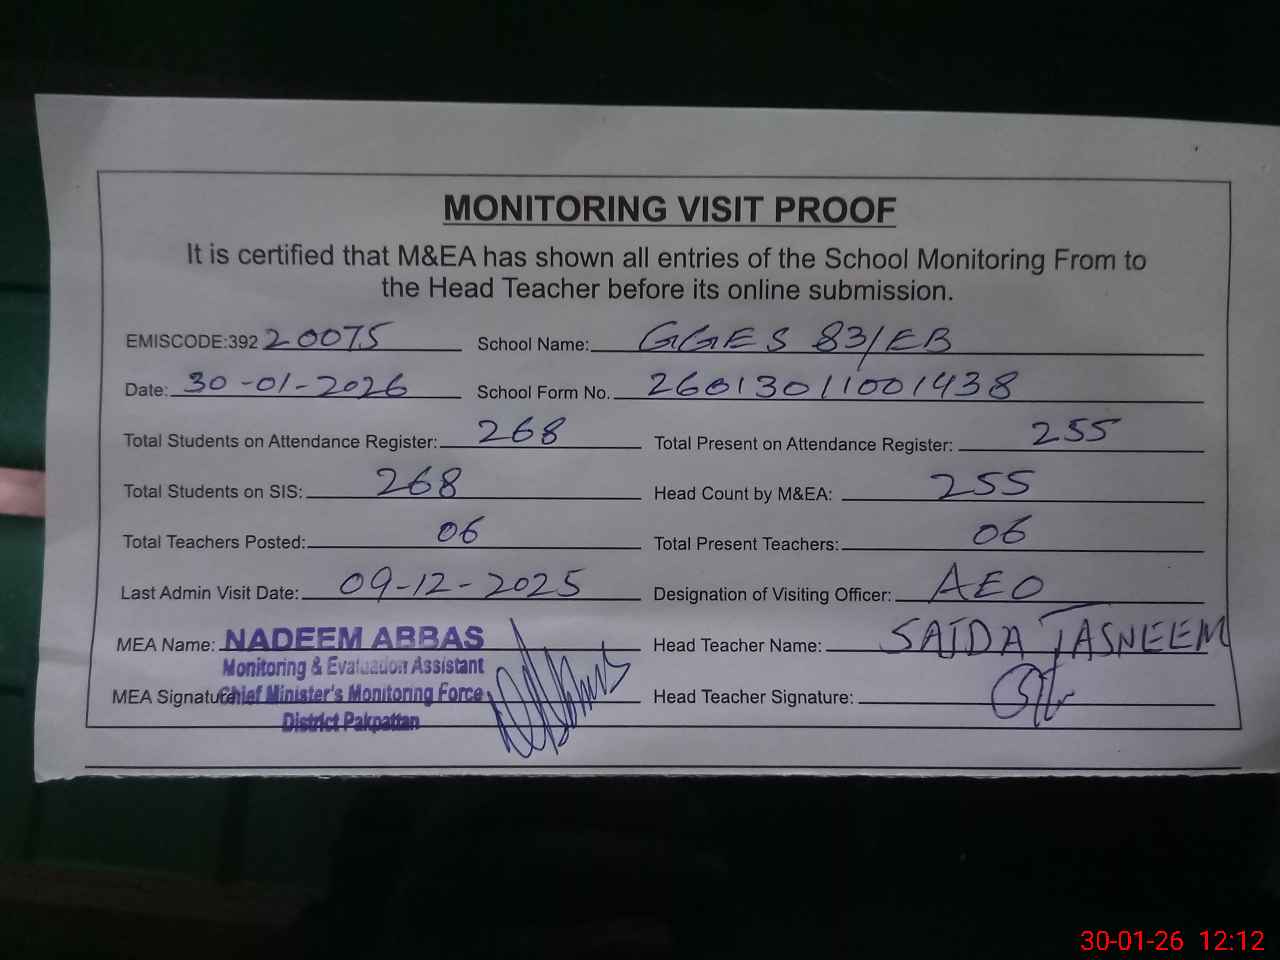 MONITORING VISIT PROOF
It is certified that M&EA has shown all entries of the School Monitoring From to
the Head Teacher before its online submission.
EMISCODE:392 20075 School Name: GGES 83/EB
Date: 30-01-2026 School Form No. 26013011001438
Total Students on Attendance Register: 268 Total Present on Attendance Register: 255
Total Students on SIS: 268 Head Count by M&EA: 255
Total Teachers Posted: 06 Total Present Teachers: 06
Last Admin Visit Date: 09-12-2025 Designation of Visiting Officer: AEO
MEA Name: NADEEM ABBAS Head Teacher Name: SAIDA TASNEEM
Monitoring & Evaluation Assistant
MEA Signature Chief Minister's Monitoring Force Head Teacher Signature:
District Pakpattan
30-01-26 12:12